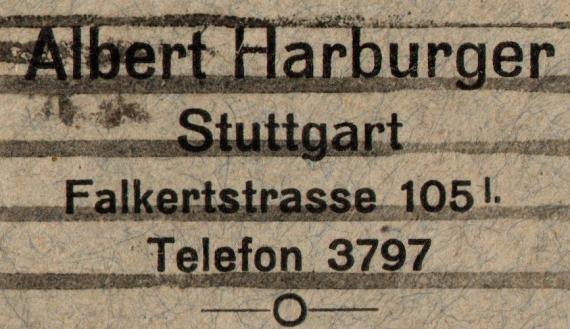 Albert Harburger
Stuttgart
Falkertstrasse 105 I.
Telefon 3797